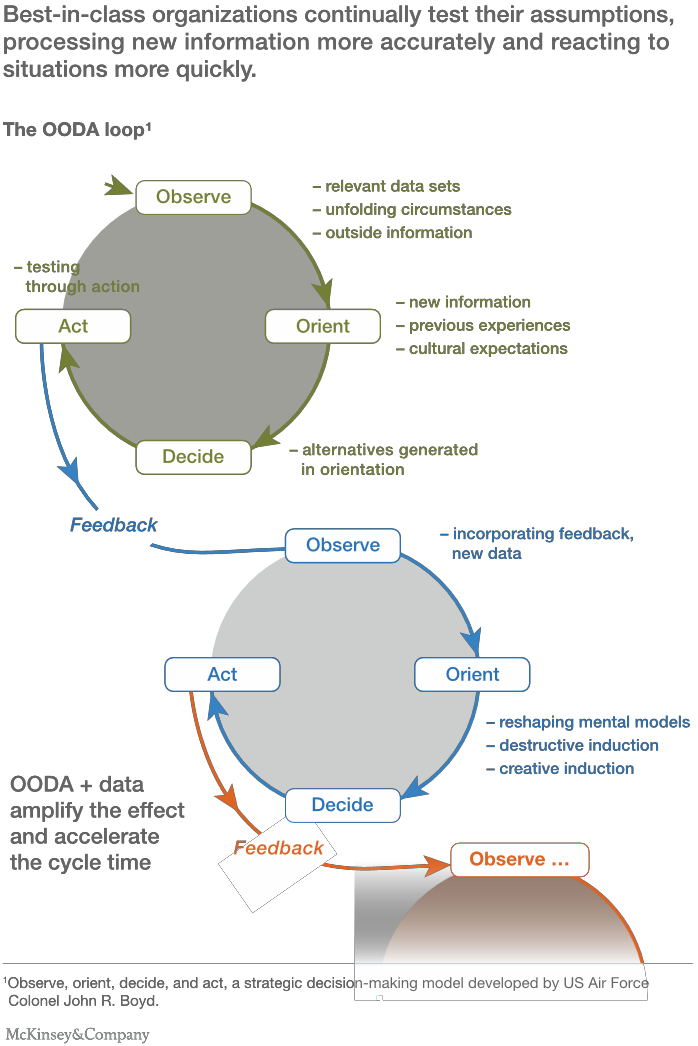 Best-in-class organizations continually test their assumptions,
processing new information more accurately and reacting to
situations more quickly.
The OODA loop¹
Observe
– relevant data sets
– unfolding circumstances
– outside information
– testing
through action
Act
Orient
– new information
– previous experiences
– cultural expectations
Decide
– alternatives generated
in orientation
Feedback
Observe
– incorporating feedback,
new data
Act
Orient
– reshaping mental models
– destructive induction
– creative induction
Decide
OODA + data
amplify the effect
and accelerate
the cycle time
Feedback
Observe ...
¹Observe, orient, decide, and act, a strategic decision-making model developed by US Air Force
Colonel John R. Boyd.
McKinsey&Company